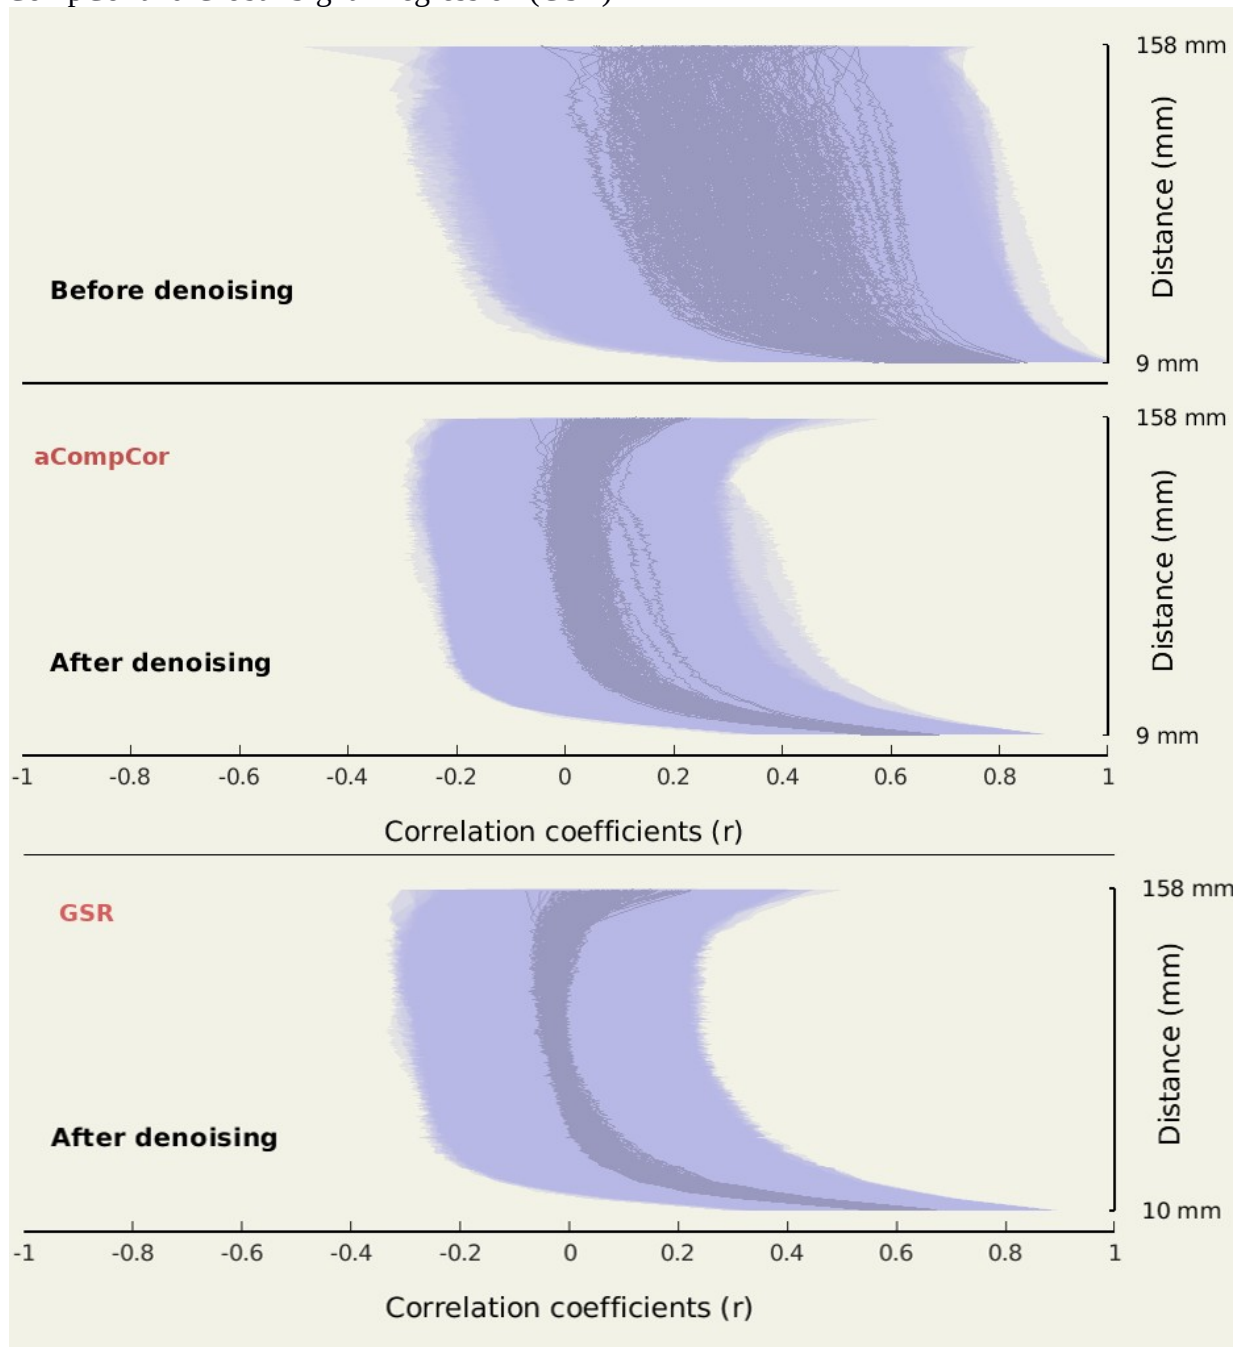 158 mm
Distance (mm)
Before denoising
9 mm
158 mm
aCompCor
Distance (mm)
After denoising
9 mm
-1 -0.8 -0.6 -0.4 -0.2 0 0.2 0.4 0.6 0.8 1
Correlation coefficients (r)
158 mm
GSR
Distance (mm)
After denoising
10 mm
-1 -0.8 -0.6 -0.4 -0.2 0 0.2 0.4 0.6 0.8 1
Correlation coefficients (r)